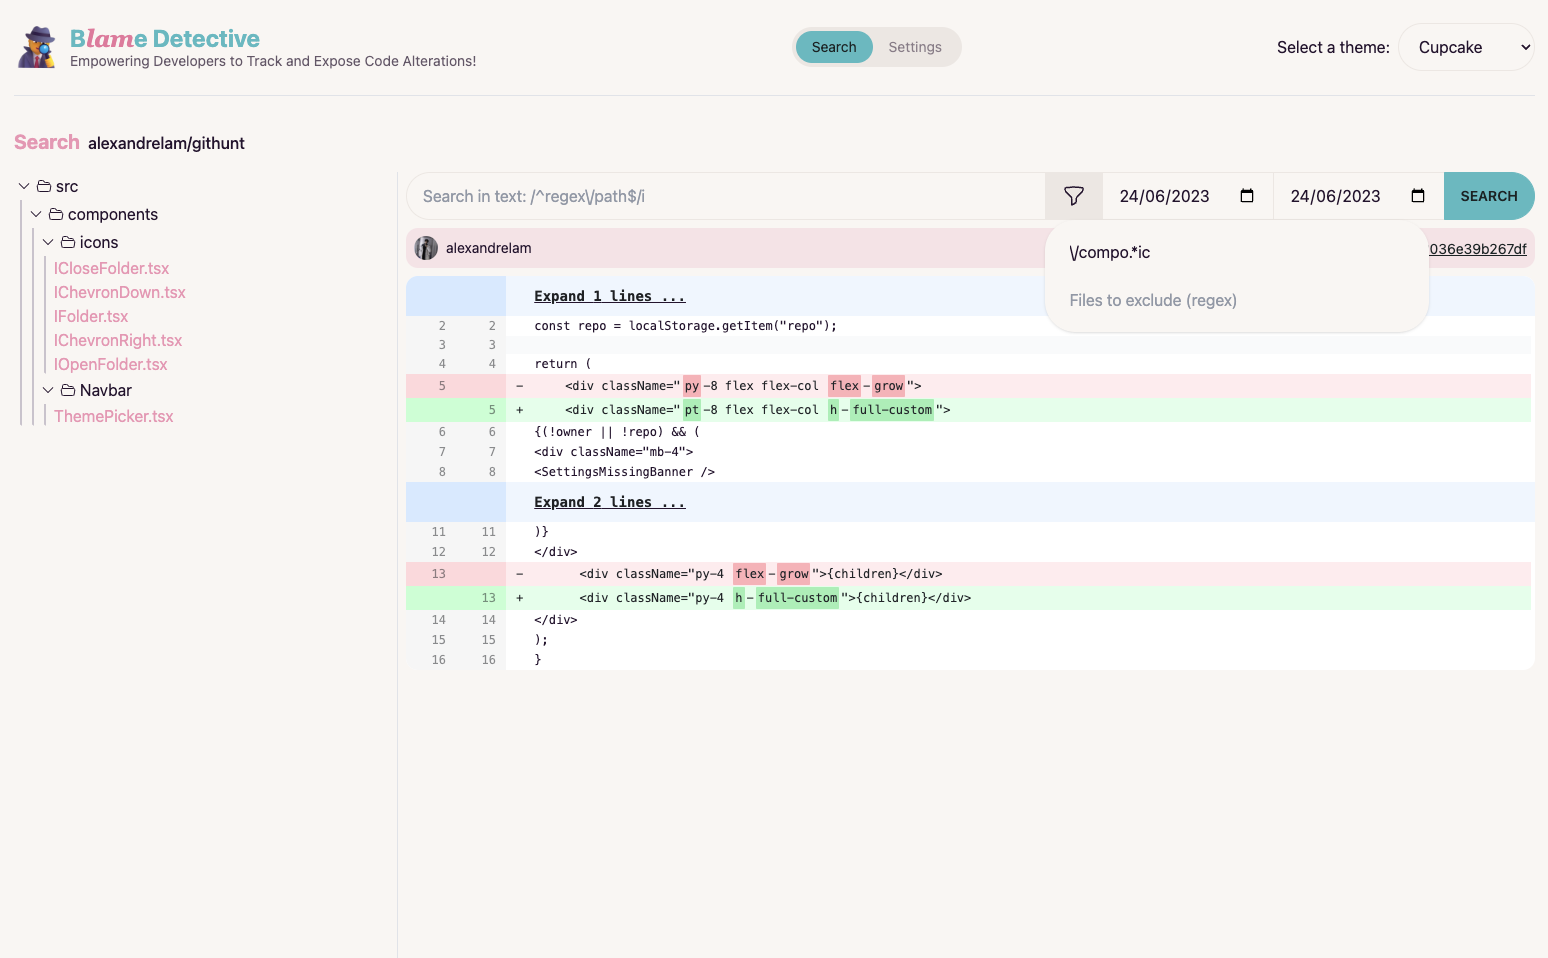 Blame Detective
Empowering Developers to Track and Expose Code Alterations!
Search
Settings
Select a theme:
Cupcake
Search alexandrelam/githunt
src
components
icons
ICloseFolder.tsx
IChevronDown.tsx
IFolder.tsx
IChevronRight.tsx
IOpenFolder.tsx
Navbar
ThemePicker.tsx
Search in text: /^regex\/path$/i
24/06/2023
24/06/2023
SEARCH
alexandrelam
036e39b267df
\/compo.*ic
Files to exclude (regex)
Expand 1 lines ...
2 2 const repo = localStorage.getItem("repo");
3 3
4 4 return (
5 - <div className="py-8 flex flex-col flex-grow">
5 + <div className="pt-8 flex flex-col h-full-custom">
6 6 {(!owner || !repo) && (
7 7 <div className="mb-4">
8 8 <SettingsMissingBanner />
Expand 2 lines ...
11 11 )}
12 12 </div>
13 - <div className="py-4 flex-grow">{children}</div>
13 + <div className="py-4 h-full-custom">{children}</div>
14 14 </div>
15 15 );
16 16 }